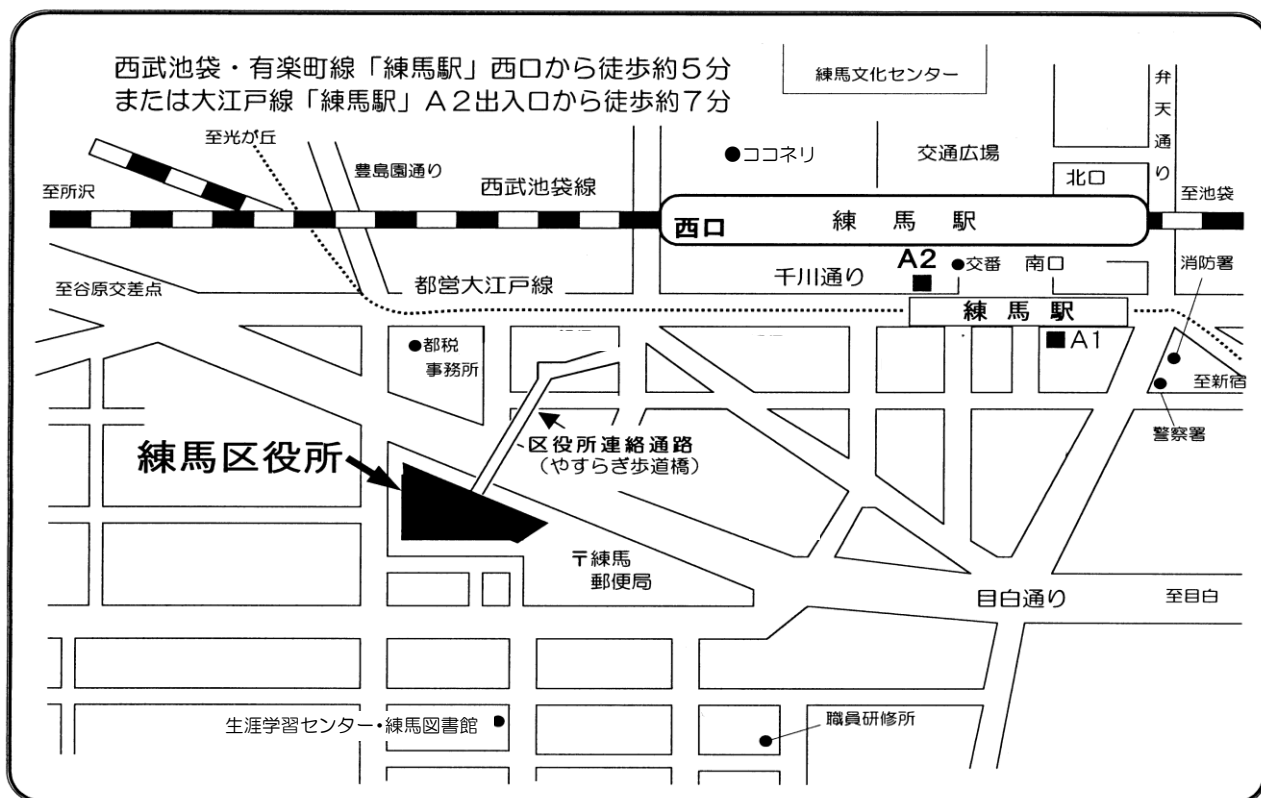 西武池袋・有楽町線「練馬駅」西口から徒歩約5分
または大江戸線「練馬駅」A2出入口から徒歩約7分
練馬文化センター
弁天通り
至光が丘
豊島園通り
ココネリ
交通広場
北口
至所沢
西武池袋線
至池袋
西口
練馬駅
A2
交番
南口
消防署
至谷原交差点
都営大江戸線
千川通り
練馬駅
A1
都税
事務所
至新宿
警察署
練馬区役所
区役所連絡通路
(やすらぎ歩道橋)
〒練馬
郵便局
目白通り
至目白
生涯学習センター・練馬図書館
職員研修所